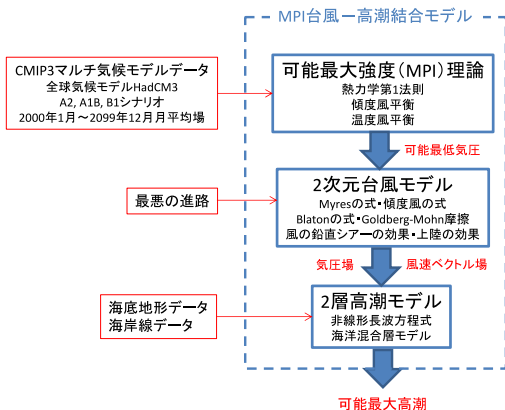 MPI台風ー高潮結合モデル
CMIP3マルチ気候モデルデータ
全球気候モデルHadCM3
A2, A1B, B1シナリオ
2000年1月～2099年12月月平均場
可能最大強度(MPI)理論
熱力学第1法則
傾度風平衡
温度風平衡
可能最低気圧
最悪の進路
2次元台風モデル
Myresの式・傾度風の式
Blatonの式・Goldberg-Mohn摩擦
風の鉛直シアーの効果・上陸の効果
気圧場
風速ベクトル場
海底地形データ
海岸線データ
2層高潮モデル
非線形長波方程式
海洋混合層モデル
可能最大高潮